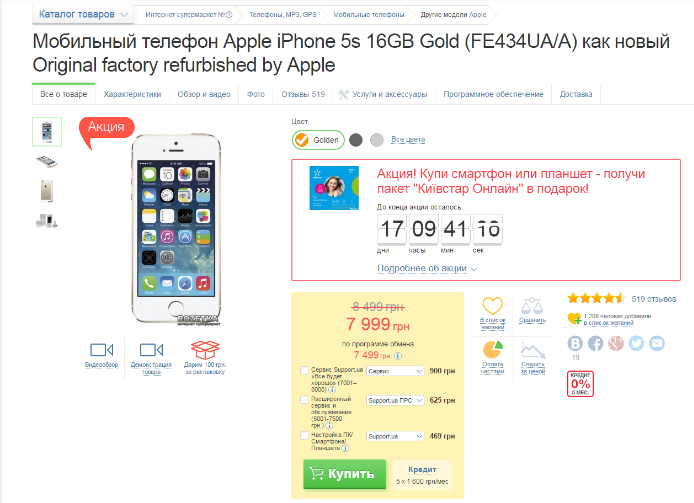 Каталог товаров
Интернет-супермаркет №1
Телефоны, MP3, GPS
Мобильные телефоны
Другие модели Apple
Мобильный телефон Apple iPhone 5s 16GB Gold (FE434UA/A) как новый
Original factory refurbished by Apple
Все о товаре
Характеристики
Обзор и видео
Фото
Отзывы 519
Услуги и аксессуары
Программное обеспечение
Доставка
Акция
ROZETKA
Видеообзор
Демонстрация
товара
Дарим 100 грн.
за распаковку
Цвет
Golden
Все цвета
Акция! Купи смартфон или планшет - получи
пакет "Київстар Онлайн" в подарок!
До конца акции осталось:
17 09 41
дни часы мин сек
Подробнее об акции
8 499 грн
7 999 грн
по программе обмена
7 499 грн
Сервис Support.ua
«Все будет
хорошо» (7001–
8000)
Сервис
900 грн
Расширенный
сервис и
обслуживание
(5001-7500
грн.)
Support.ua ПРС
625 грн
Настройка ПК/
Смартфона/
Планшета
Support.ua
469 грн
Купить
Кредит
5 x 1 600 грн/мес
В список
желаний
Сравнить
Оплата
частями
Следить
за ценой
519 отзывов
1 208 человек добавили
в список желаний
19
КРЕДИТ
0%
5 МЕС.